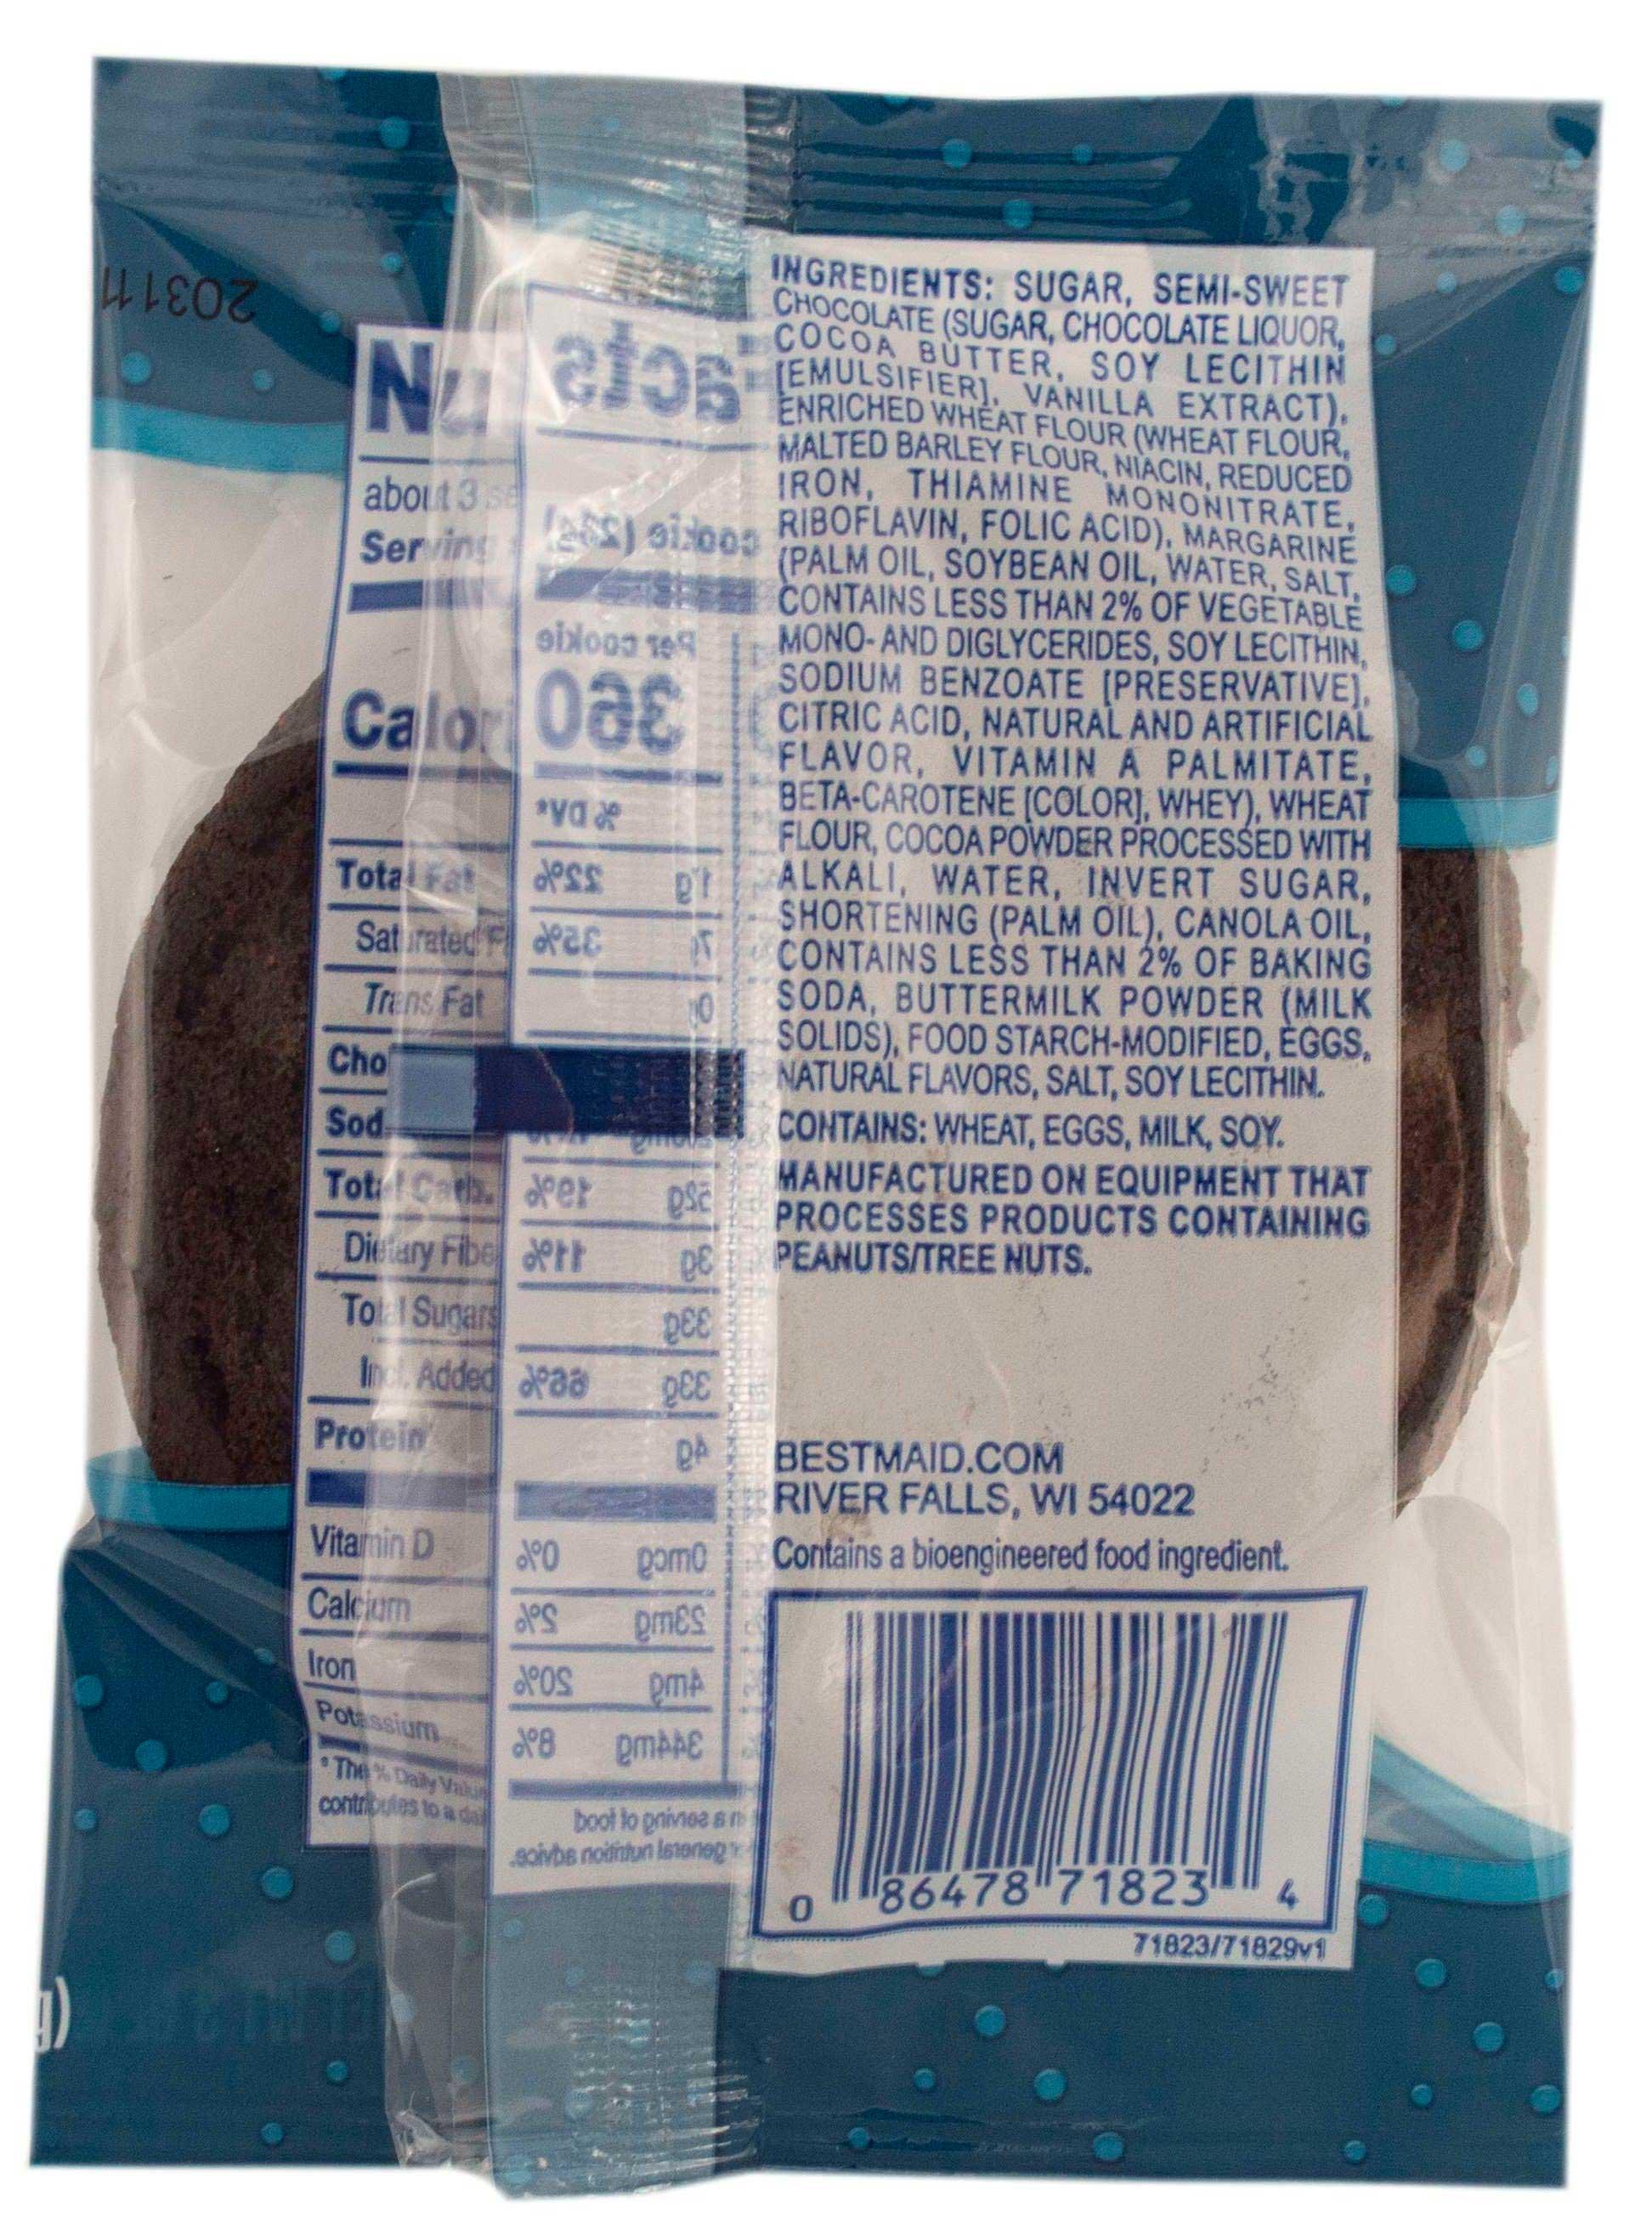 203111
Nu
about 3 se
Serving
Calor
Total Fat
Saturated F
Trans Fat
Cho
Sod
Total Carb.
Dietary Fibe
Total Sugars
Incl. Added
Protein
Vitamin D
Calcium
Iron
Potassium
* The % Daily Value
contributes to a dai
acts
cookie
Per cookie
360
% DV*
22%
35%
52g 19%
3g 11%
33g
33g 66%
4g
0mcg 0%
23mg 2%
4mg 20%
344mg 8%
a serving of food
general nutrition advice.
INGREDIENTS: SUGAR, SEMI-SWEET
CHOCOLATE (SUGAR, CHOCOLATE LIQUOR,
COCOA BUTTER, SOY LECITHIN
[EMULSIFIER], VANILLA EXTRACT),
ENRICHED WHEAT FLOUR (WHEAT FLOUR,
MALTED BARLEY FLOUR, NIACIN, REDUCED
IRON, THIAMINE MONONITRATE,
RIBOFLAVIN, FOLIC ACID), MARGARINE
(PALM OIL, SOYBEAN OIL, WATER, SALT,
CONTAINS LESS THAN 2% OF VEGETABLE
MONO- AND DIGLYCERIDES, SOY LECITHIN,
SODIUM BENZOATE [PRESERVATIVE],
CITRIC ACID, NATURAL AND ARTIFICIAL
FLAVOR, VITAMIN A PALMITATE,
BETA-CAROTENE [COLOR], WHEY), WHEAT
FLOUR, COCOA POWDER PROCESSED WITH
ALKALI, WATER, INVERT SUGAR,
SHORTENING (PALM OIL), CANOLA OIL,
CONTAINS LESS THAN 2% OF BAKING
SODA, BUTTERMILK POWDER (MILK
SOLIDS), FOOD STARCH-MODIFIED, EGGS,
NATURAL FLAVORS, SALT, SOY LECITHIN.
CONTAINS: WHEAT, EGGS, MILK, SOY.
MANUFACTURED ON EQUIPMENT THAT
PROCESSES PRODUCTS CONTAINING
PEANUTS/TREE NUTS.
BESTMAID.COM
RIVER FALLS, WI 54022
Contains a bioengineered food ingredient.
0 86478 71823 4
71823/71829v1